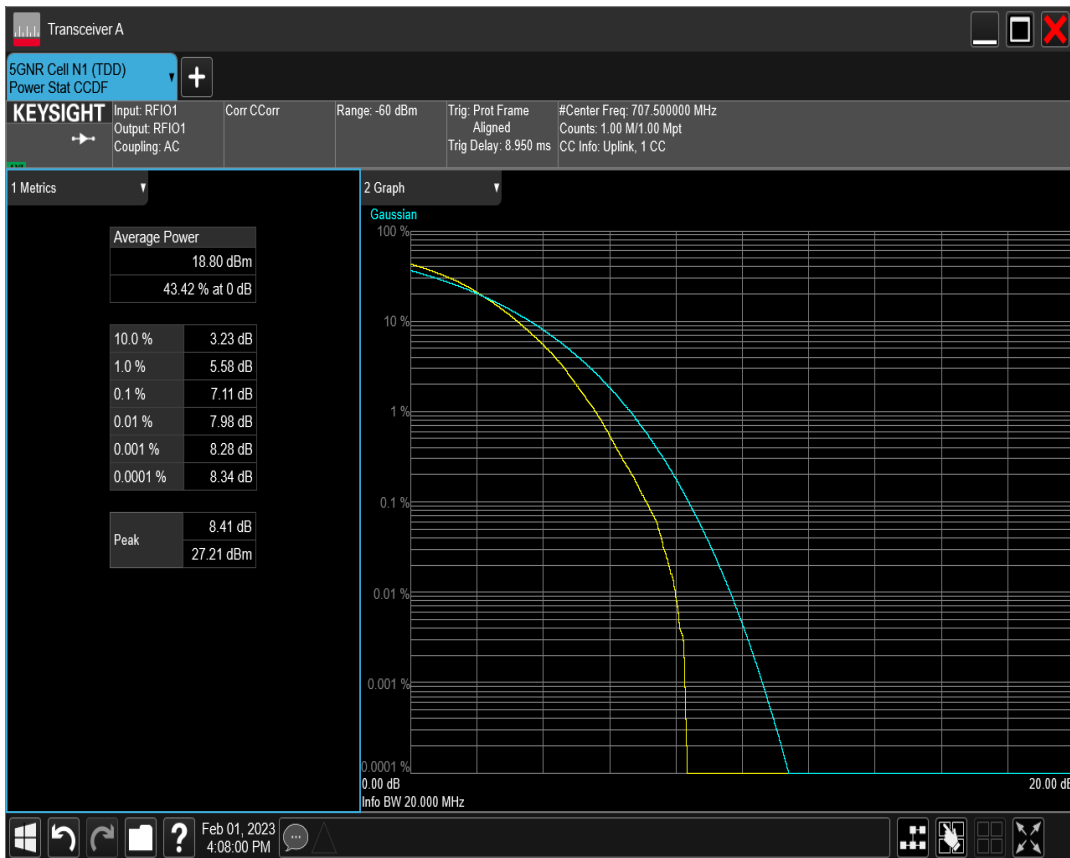 Transceiver A
5GNR Cell N1 (TDD)
Power Stat CCDF
KEYSIGHT
Input: RFIO1
Output: RFIO1
Coupling: AC
Corr CCorr
Range: -60 dBm
Trig: Prot Frame
Aligned
Trig Delay: 8.950 ms
#Center Freq: 707.500000 MHz
Counts: 1.00 M/1.00 Mpt
CC Info: Uplink, 1 CC
1 Metrics
Average Power
18.80 dBm
43.42 % at 0 dB
10.0 % 3.23 dB
1.0 % 5.58 dB
0.1 % 7.11 dB
0.01 % 7.98 dB
0.001 % 8.28 dB
0.0001 % 8.34 dB
Peak
8.41 dB
27.21 dBm
2 Graph
Gaussian
100 %
10 %
1 %
0.1 %
0.01 %
0.001 %
0.0001 %
0.00 dB
20.00 dB
Info BW 20.000 MHz
?
Feb 01, 2023
4:08:00 PM